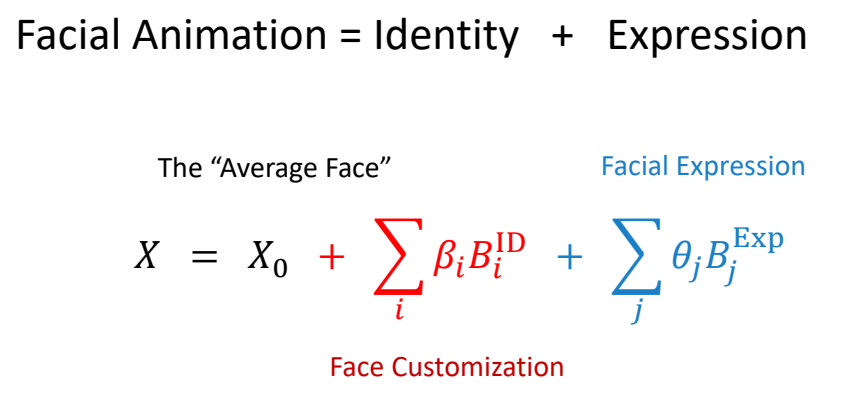 Facial Animation = Identity + Expression
The “Average Face”
Facial Expression
X = X₀ + ∑ᵢ βᵢBᵢᴵᴰ + ∑ⱼ θⱼBⱼᴱˣᵖ
Face Customization